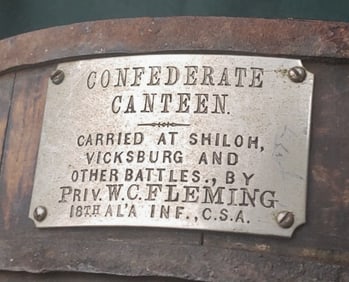 CONFEDERATE
CANTEEN.
CARRIED AT SHILOH,
VICKSBURG AND
OTHER BATTLES., BY
PRIV. W.C. FLEMING
18TH AL'A INF., C.S.A.